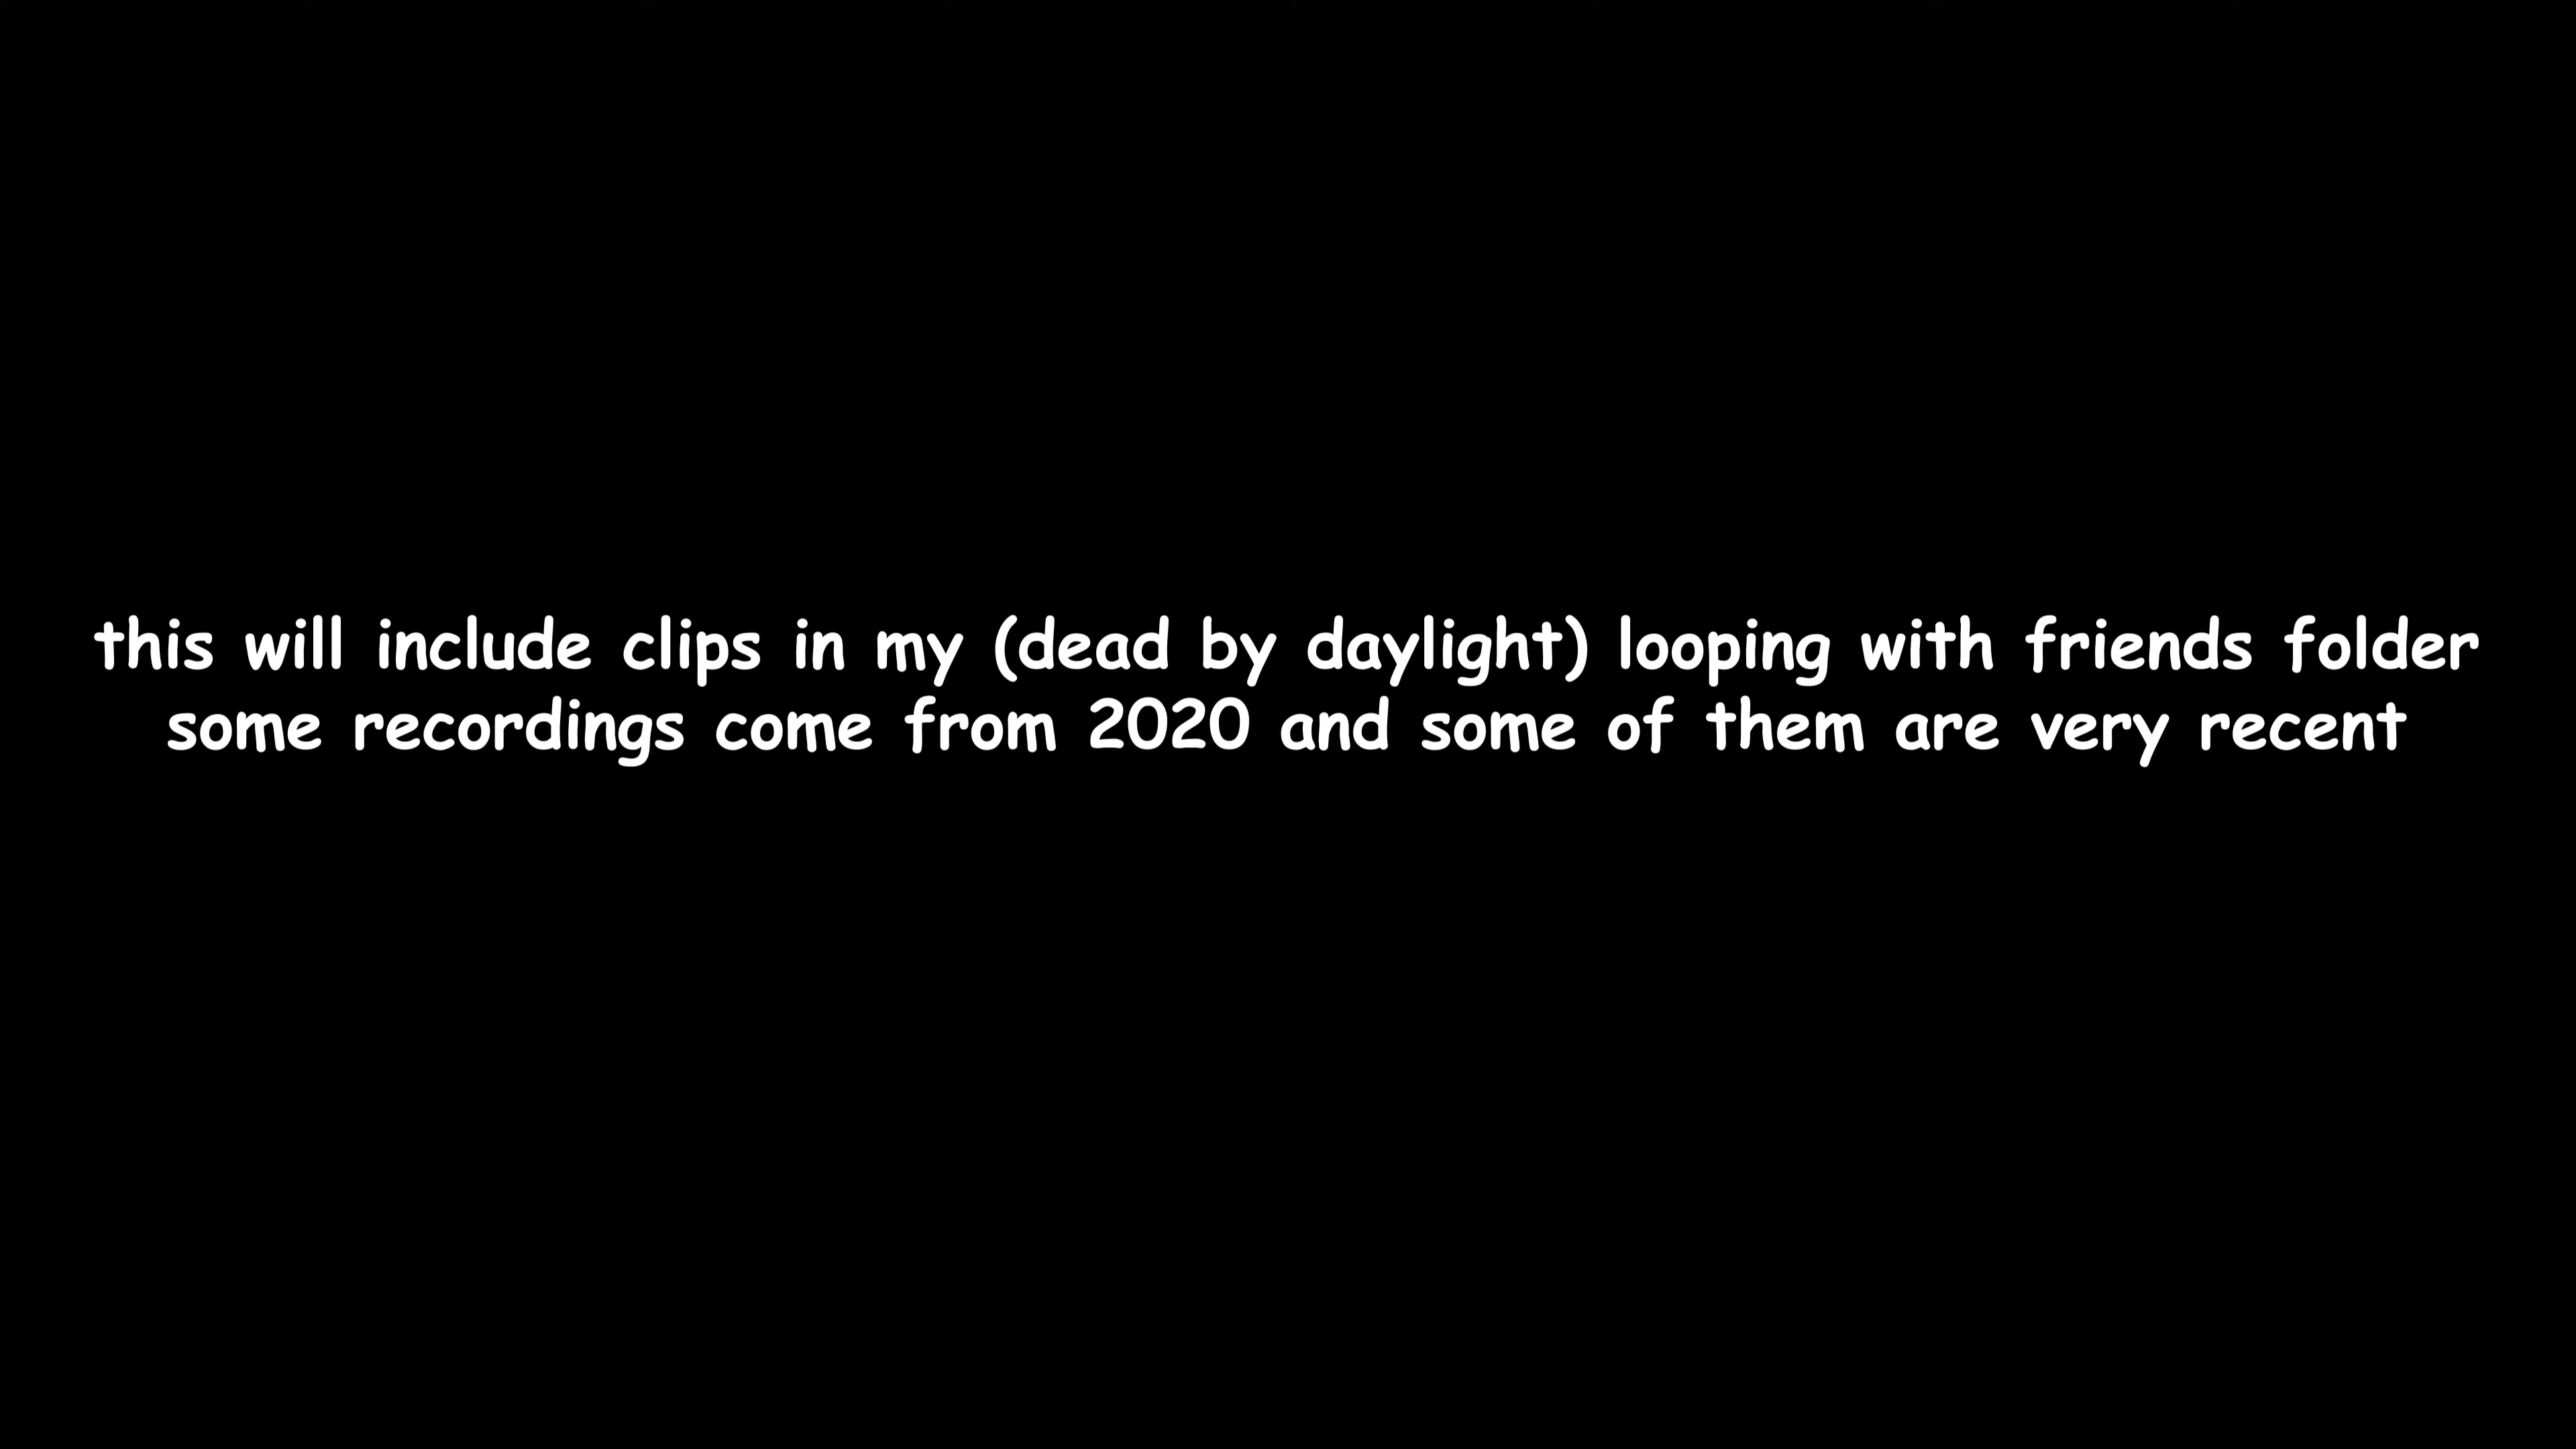 this will include clips in my (dead by daylight) looping with friends folder
some recordings come from 2020 and some of them are very recent